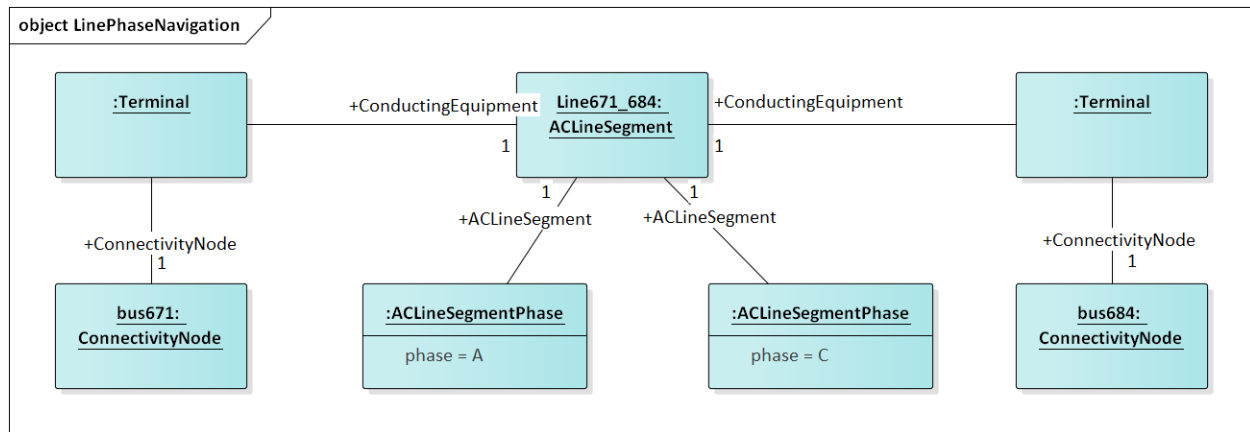 object LinePhaseNavigation
:Terminal
+ConductingEquipment
1
Line671_684:
ACLineSegment
+ConductingEquipment
1
:Terminal
1
+ACLineSegment
1
+ACLineSegment
+ConnectivityNode
1
+ConnectivityNode
1
bus671:
ConnectivityNode
:ACLineSegmentPhase
phase = A
:ACLineSegmentPhase
phase = C
bus684:
ConnectivityNode